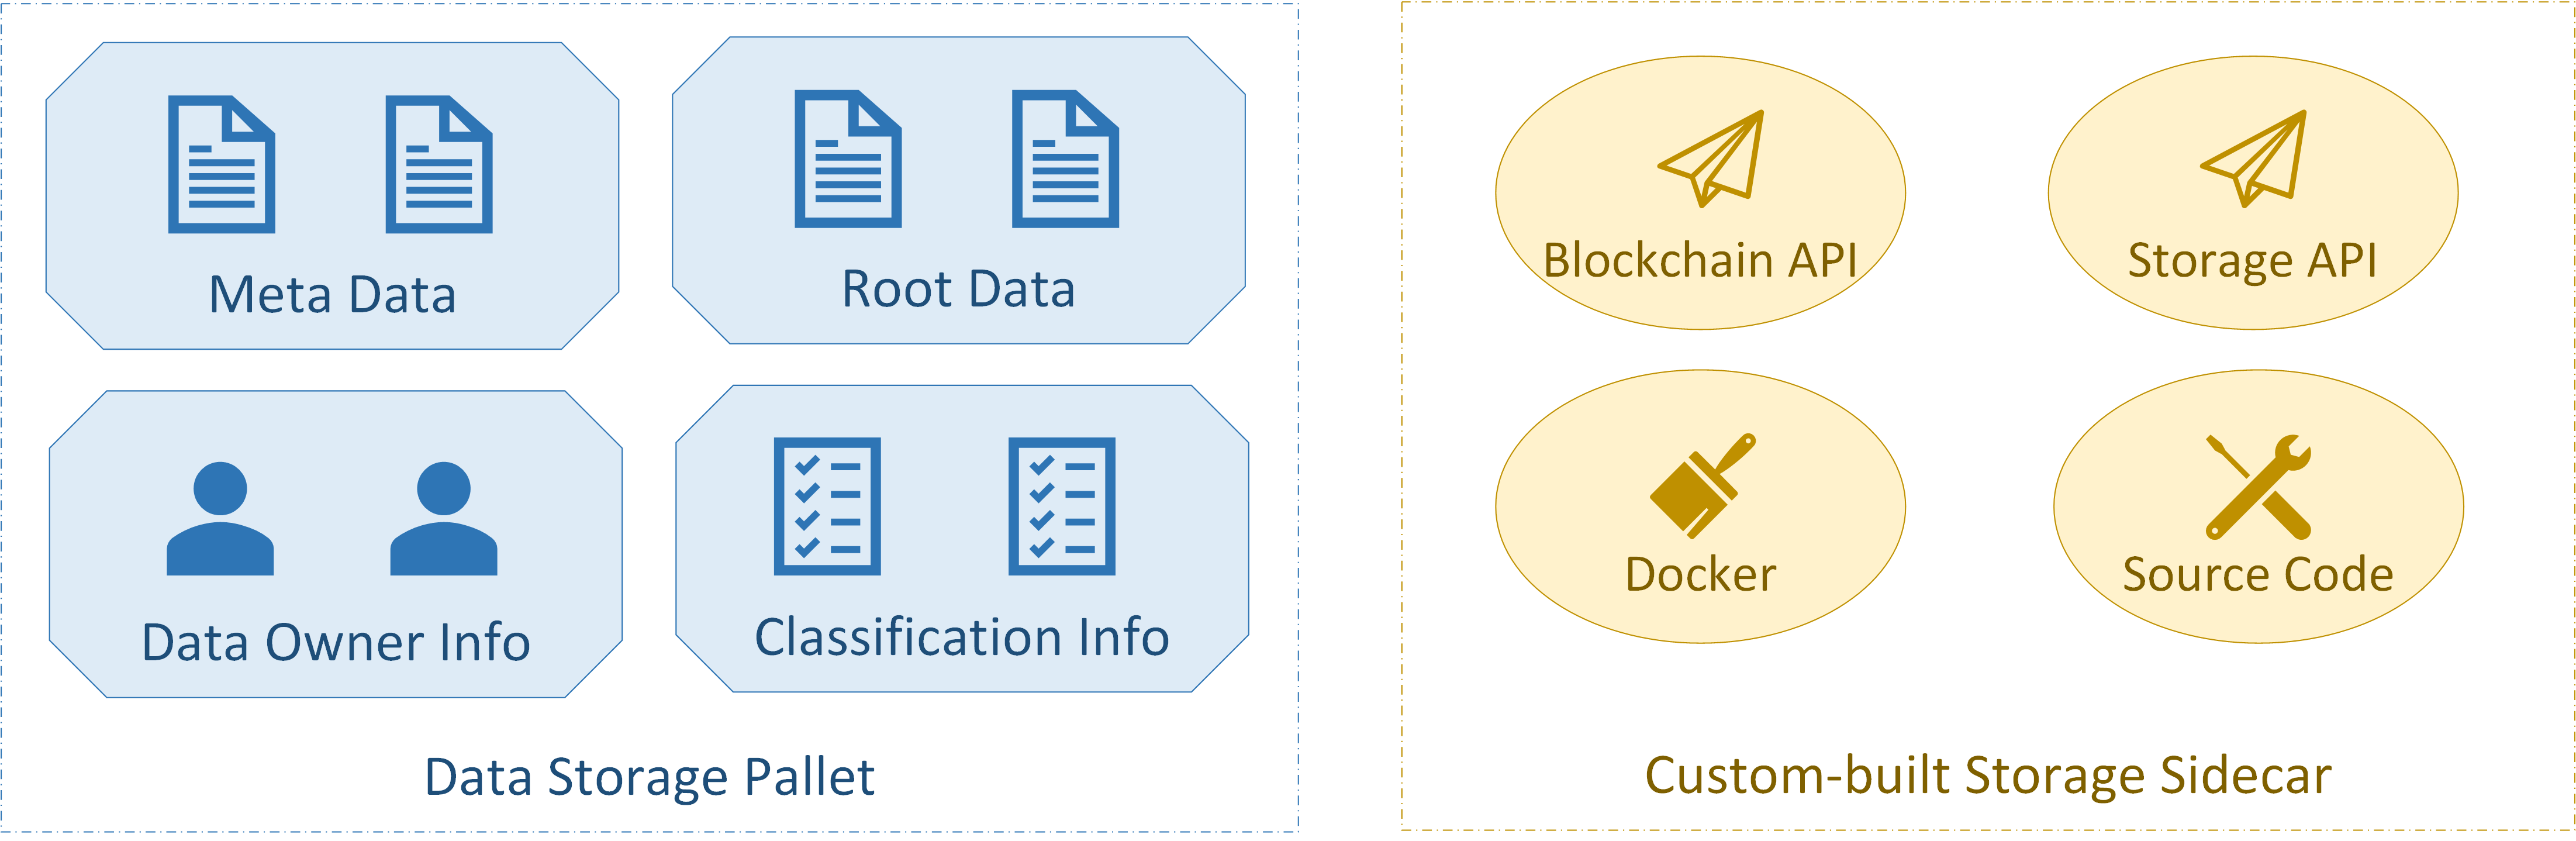 Meta Data
Root Data
Data Owner Info
Classification Info
Data Storage Pallet
Blockchain API
Storage API
Docker
Source Code
Custom-built Storage Sidecar